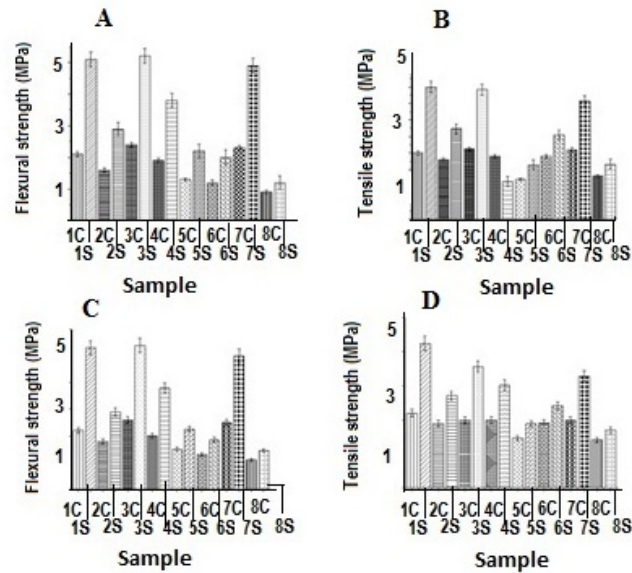 A
Flexural strength (MPa)
5
3
1
1C 2C 3C 4C 5C 6C 7C 8C
1S 2S 3S 4S 5S 6S 7S 8S
Sample
B
Tensile strength (MPa)
5
3
1
1C 2C 3C 4C 5C 6C 7C 8C
1S 2S 3S 4S 5S 6S 7S 8S
Sample
C
Flexural strength (MPa)
5
3
1
1C 2C 3C 4C 5C 6C 7C 8C
1S 2S 3S 4S 5S 6S 7S 8S
Sample
D
Tensile strength (MPa)
5
3
1
1C 2C 3C 4C 5C 6C 7C 8C
1S 2S 3S 4S 5S 6S 7S 8S
Sample